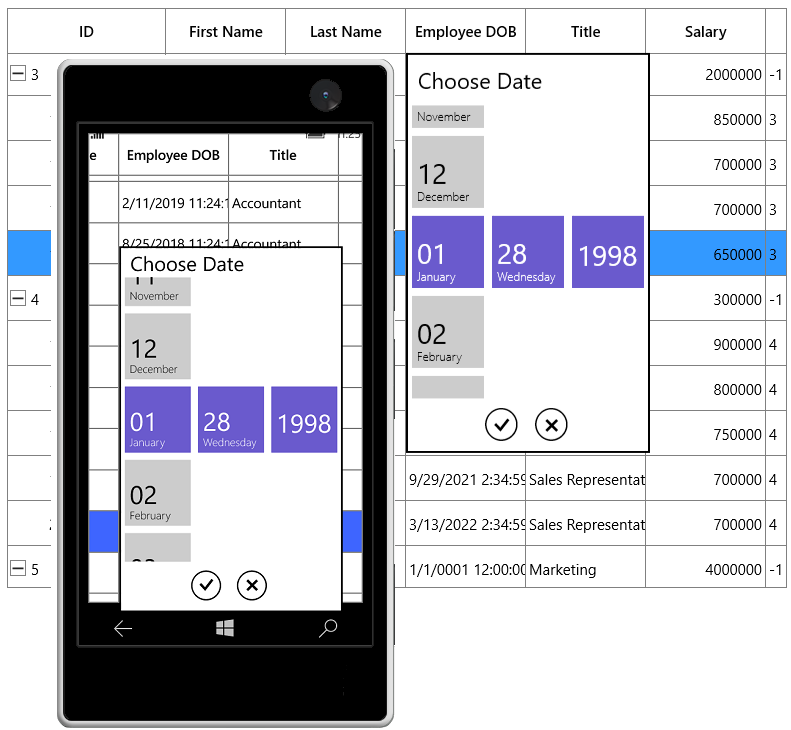 ID First Name Last Name Employee DOB Title Salary
3 2000000 -1
850000 3
700000 3
700000 3
650000 3
4 300000 -1
900000 4
800000 4
750000 4
9/29/2021 2:34:59 Sales Representat 700000 4
3/13/2022 2:34:59 Sales Representat 700000 4
5 1/1/0001 12:00:00 Marketing 4000000 -1
Choose Date
November
12
December
01 28 1998
January Wednesday
02
February
11:25
e Employee DOB Title
2/11/2019 11:24:1 Accountant
8/25/2018 11:24:1 Accountant
Choose Date
11
November
12
December
01 28 1998
January Wednesday
02
February
03